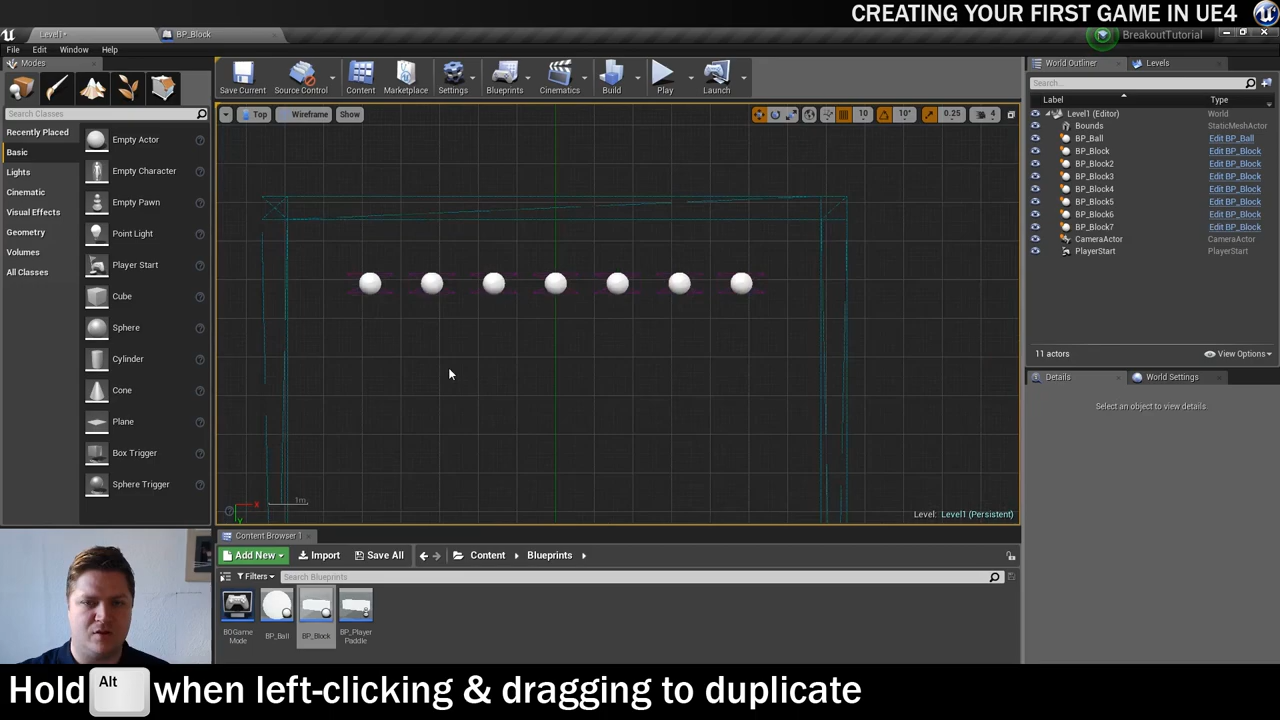 CREATING YOUR FIRST GAME IN UE4
Level1*
BP_Block
BreakoutTutorial
File Edit Window Help
Modes
Search Classes
Recently Placed
Basic
Lights
Cinematic
Visual Effects
Geometry
Volumes
All Classes
Empty Actor
Empty Character
Empty Pawn
Point Light
Player Start
Cube
Sphere
Cylinder
Cone
Plane
Box Trigger
Sphere Trigger
Save Current
Source Control
Content
Marketplace
Settings
Blueprints
Cinematics
Build
Play
Launch
Top
Wireframe
Show
10
10°
0.25
4
1m
x
y
Level: Level1 (Persistent)
World Outliner
Levels
Search...
Label Type
Level1 (Editor) World
Bounds StaticMeshActor
BP_Ball Edit BP_Ball
BP_Block Edit BP_Block
BP_Block2 Edit BP_Block
BP_Block3 Edit BP_Block
BP_Block4 Edit BP_Block
BP_Block5 Edit BP_Block
BP_Block6 Edit BP_Block
BP_Block7 Edit BP_Block
CameraActor CameraActor
PlayerStart PlayerStart
11 actors
View Options
Details
World Settings
Select an object to view details.
Content Browser 1
Add New
Import
Save All
Content
Blueprints
Filters
Search Blueprints
BOGame
Mode
BP_Ball
BP_Block
BP_Player
Paddle
Hold Alt when left-clicking & dragging to duplicate